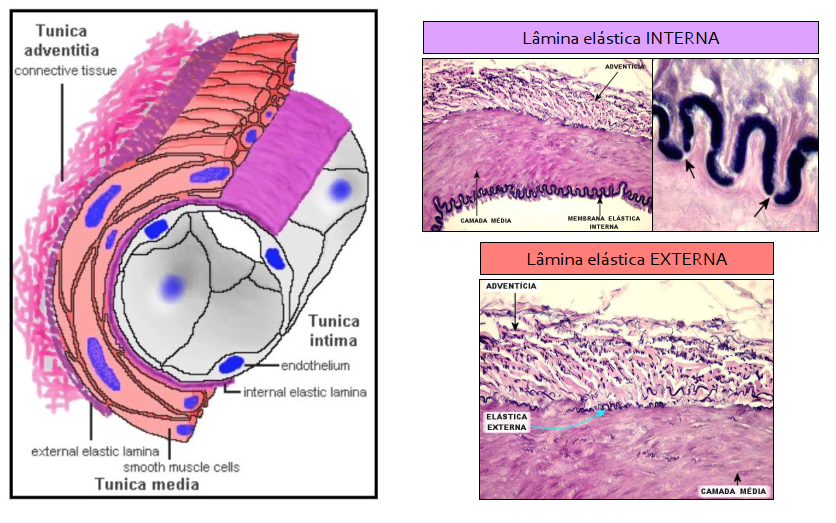 Tunica
adventitia
connective tissue
Tunica
intima
endothelium
internal elastic lamina
external elastic lamina
smooth muscle cells
Tunica media
Lâmina elástica INTERNA
ADVENTÍCIA
CAMADA MÉDIA
MEMBRANA ELÁSTICA
INTERNA
Lâmina elástica EXTERNA
ADVENTÍCIA
ELÁSTICA
EXTERNA
CAMADA MÉDIA